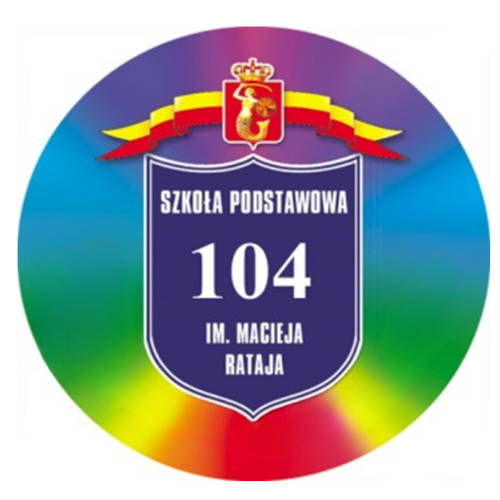 SZKOŁA PODSTAWOWA
104
IM. MACIEJA
RATAJA